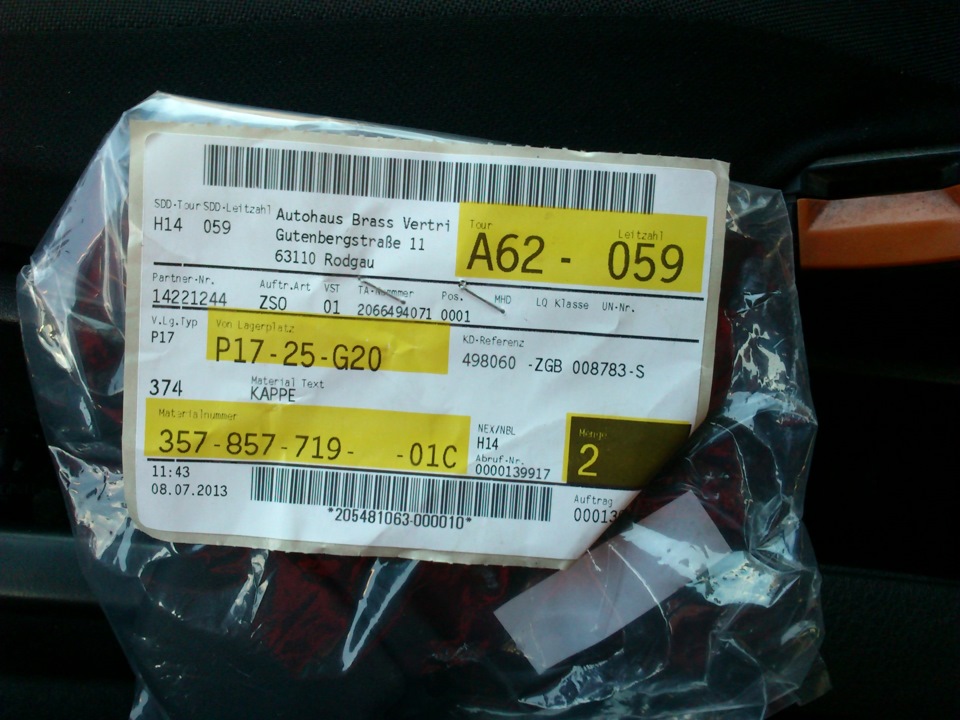 SDD-Tour SDD-Leitzahl
H14 059
Autohaus Brass Vertri
Gutenbergstraße 11
63110 Rodgau
Tour Leitzahl
A62 - 059
Partner-Nr. Auftr.Art VST TA-Nummer Pos. MHD LQ Klasse UN-Nr.
14221244 ZSO 01 2066494071 0001
V.Lg.Typ Von Lagerplatz KD-Referenz
P17 P17-25-G20 498060 -ZGB 008783-S
374 Material Text
KAPPE
Materialnummer
357-857-719- -01C
NEX/NBL
H14
Abruf-Nr.
0000139917
Menge
2
11:43
08.07.2013
*205481063-000010*
Auftrag
00013